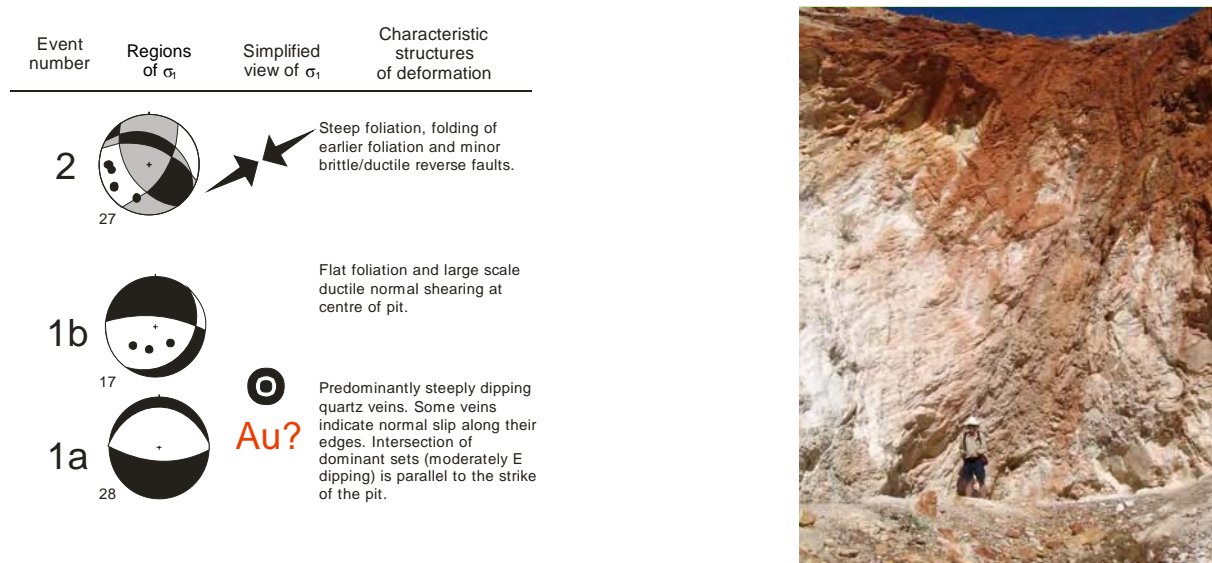 Event number
Regions of σ1
Simplified view of σ1
Characteristic structures of deformation
2
27
Steep foliation, folding of
earlier foliation and minor
brittle/ductile reverse faults.
1b
17
Flat foliation and large scale
ductile normal shearing at
centre of pit.
1a
28
Au?
Predominantly steeply dipping
quartz veins. Some veins
indicate normal slip along their
edges. Intersection of
dominant sets (moderately E
dipping) is parallel to the strike
of the pit.